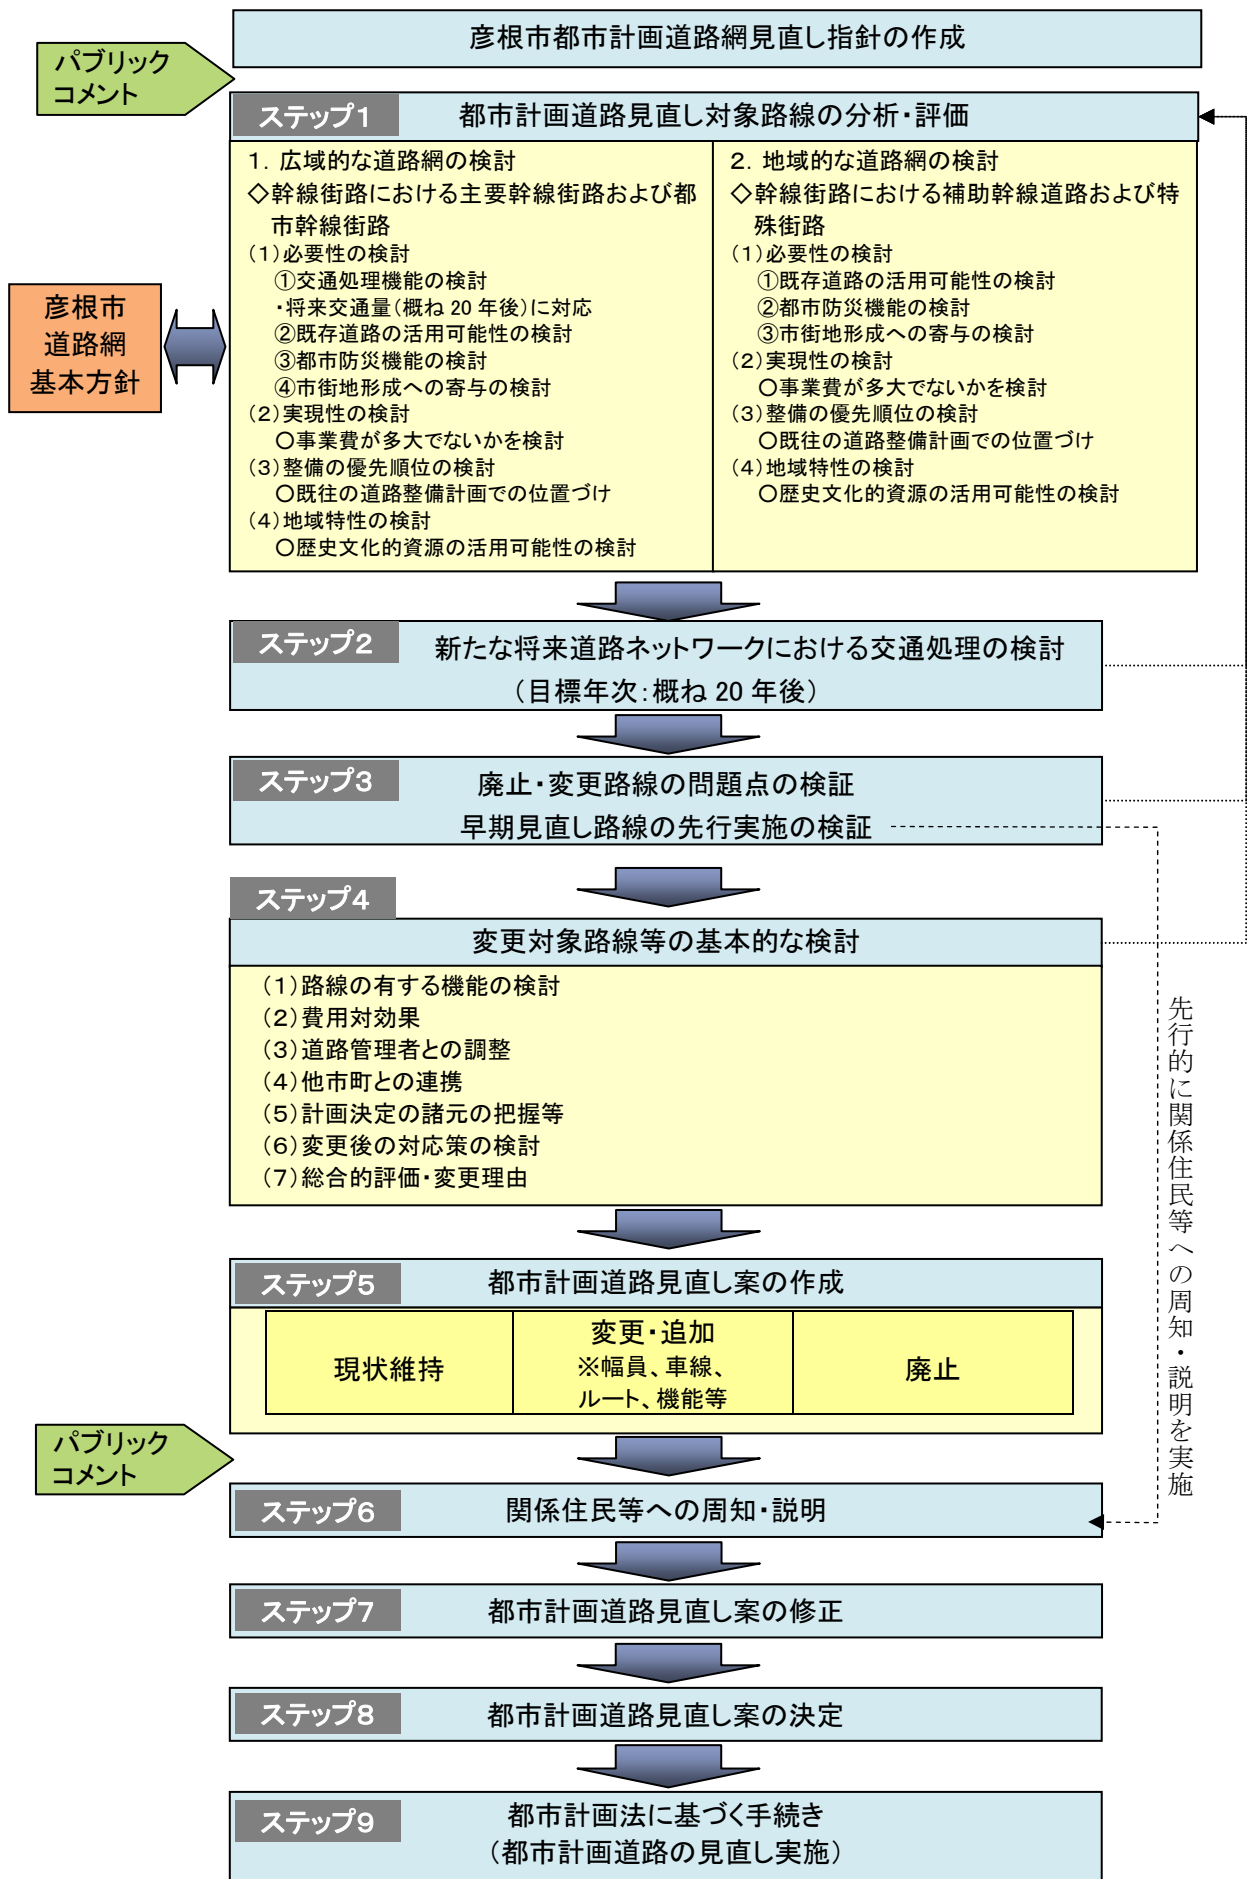 彦根市都市計画道路網見直し指針の作成
パブリック
コメント
ステップ1
都市計画道路見直し対象路線の分析・評価
1. 広域的な道路網の検討
◇幹線街路における主要幹線街路および都
市幹線街路
(1)必要性の検討
①交通処理機能の検討
・将来交通量(概ね 20 年後)に対応
②既存道路の活用可能性の検討
③都市防災機能の検討
④市街地形成への寄与の検討
(2)実現性の検討
○事業費が多大でないかを検討
(3)整備の優先順位の検討
○既往の道路整備計画での位置づけ
(4)地域特性の検討
○歴史文化的資源の活用可能性の検討
2. 地域的な道路網の検討
◇幹線街路における補助幹線道路および特
殊街路
(1)必要性の検討
①既存道路の活用可能性の検討
②都市防災機能の検討
③市街地形成への寄与の検討
(2)実現性の検討
○事業費が多大でないかを検討
(3)整備の優先順位の検討
○既往の道路整備計画での位置づけ
(4)地域特性の検討
○歴史文化的資源の活用可能性の検討
彦根市
道路網
基本方針
ステップ2
新たな将来道路ネットワークにおける交通処理の検討
(目標年次:概ね 20 年後)
ステップ3
廃止・変更路線の問題点の検証
早期見直し路線の先行実施の検証
ステップ4
変更対象路線等の基本的な検討
(1)路線の有する機能の検討
(2)費用対効果
(3)道路管理者との調整
(4)他市町との連携
(5)計画決定の諸元の把握等
(6)変更後の対応策の検討
(7)総合的評価・変更理由
先行的に関係住民等への周知・説明を実施
ステップ5
都市計画道路見直し案の作成
現状維持
変更・追加
※幅員、車線、
ルート、機能等
廃止
パブリック
コメント
ステップ6
関係住民等への周知・説明
ステップ7
都市計画道路見直し案の修正
ステップ8
都市計画道路見直し案の決定
ステップ9
都市計画法に基づく手続き
(都市計画道路の見直し実施)